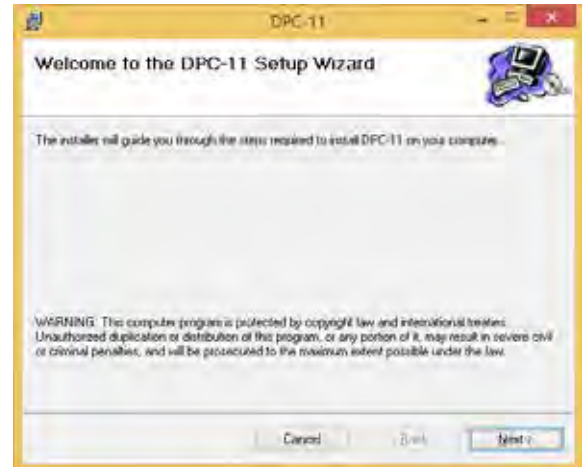 DPC-11
Welcome to the DPC-11 Setup Wizard
The installer will guide you through the steps required to install DPC-11 on your computer.
WARNING: This computer program is protected by copyright law and international treaties.
Unauthorized duplication or distribution of this program, or any portion of it, may result in severe civil
or criminal penalties, and will be prosecuted to the maximum extent possible under the law.
Cancel
Back
Next >